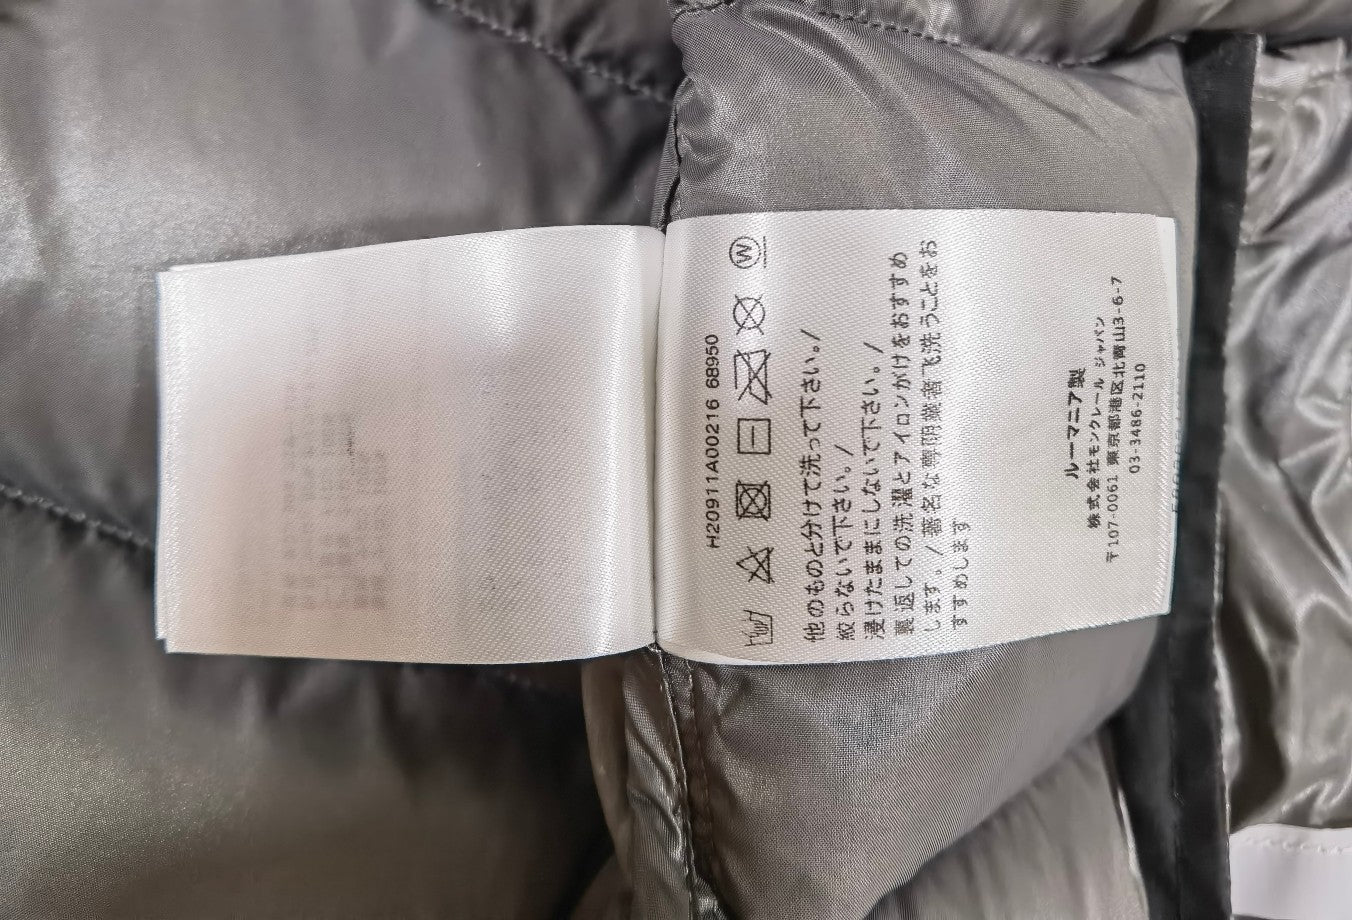 H20911A00216 68950
W
他のものと分けて洗って下さい。/
絞らないで下さい。/
浸けたままにしないで下さい。/
裏返しての洗濯とアイロンがけをおすすめ
します。/ 著名な専門業者で洗うことをお
すすめします
ルーマニア製
株式会社モンクレール ジャパン
〒107-0061 東京都港区北青山3-6-7
03-3486-2110